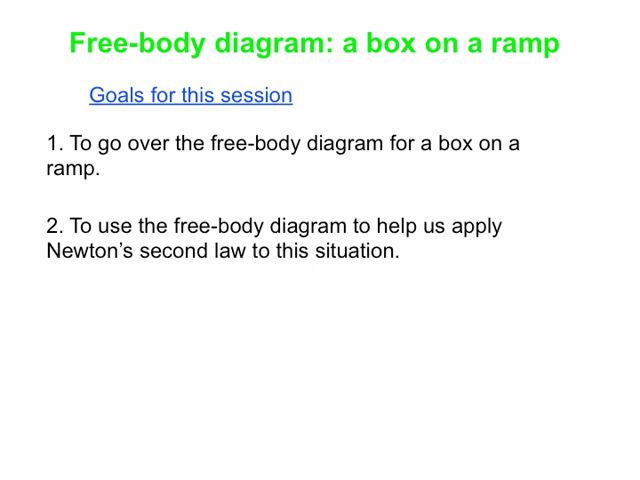 Free-body diagram: a box on a ramp
Goals for this session
1. To go over the free-body diagram for a box on a
ramp.
2. To use the free-body diagram to help us apply
Newton’s second law to this situation.